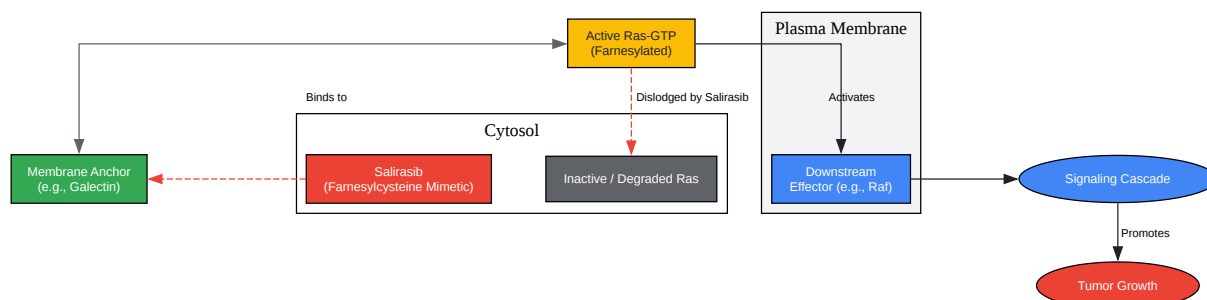 Active Ras-GTP
(Farnesylated)
Plasma Membrane
Binds to
Dislodged by Salirasib
Activates
Cytosol
Membrane Anchor
(e.g., Galectin)
Salirasib
(Farnesylcysteine Mimetic)
Inactive / Degraded Ras
Downstream
Effector (e.g., Raf)
Signaling Cascade
Promotes
Tumor Growth